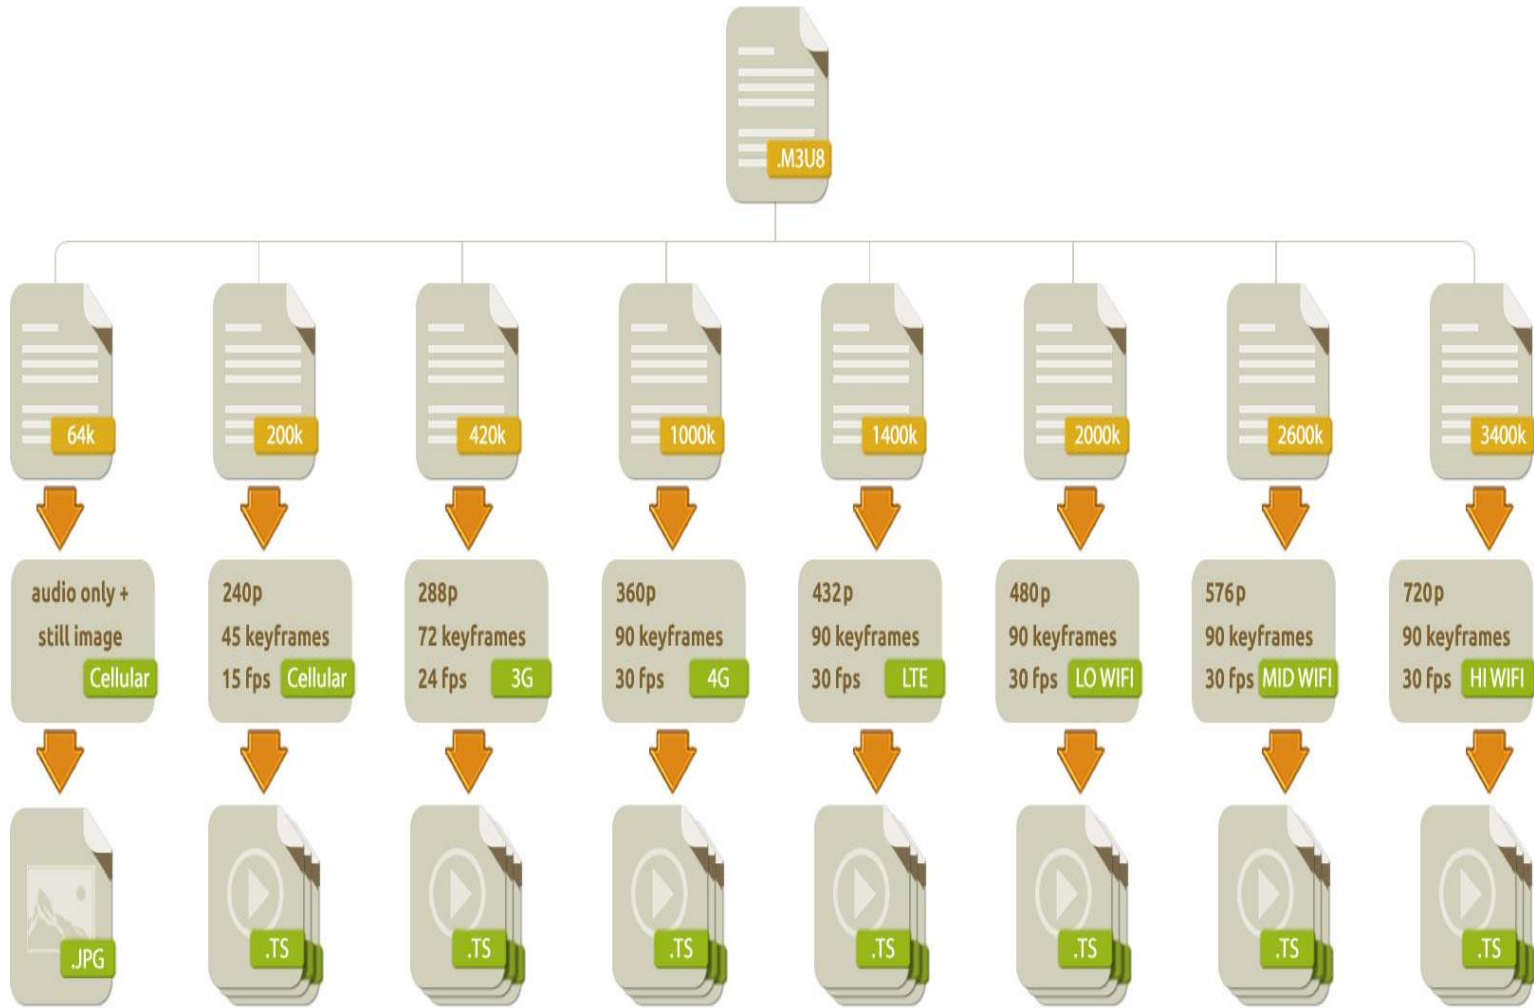 .M3U8
64k
200k
420k
1000k
1400k
2000k
2600k
3400k
audio only +
still image
Cellular
240p
45 keyframes
15 fps Cellular
288p
72 keyframes
24 fps 3G
360p
90 keyframes
30 fps 4G
432p
90 keyframes
30 fps LTE
480p
90 keyframes
30 fps LO WIFI
576p
90 keyframes
30 fps MID WIFI
720p
90 keyframes
30 fps HI WIFI
.JPG
.TS
.TS
.TS
.TS
.TS
.TS
.TS